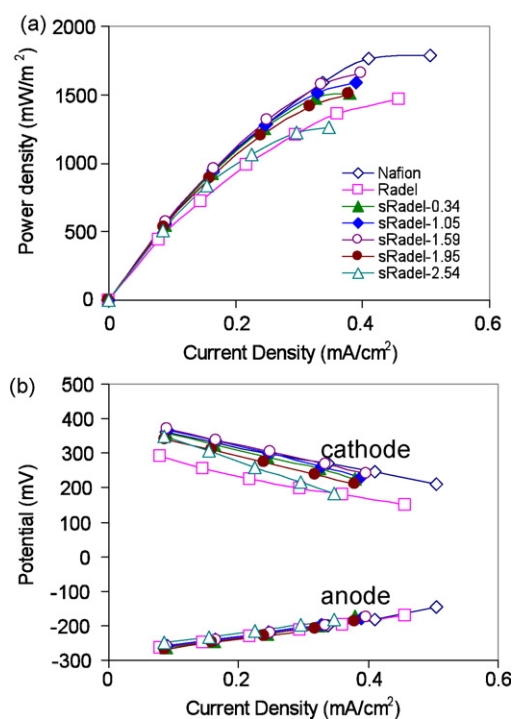 (a)
2000
1500
1000
500
0
Power density (mW/m²)
Nafion
Radel
sRadel-0.34
sRadel-1.05
sRadel-1.59
sRadel-1.95
sRadel-2.54
0 0.2 0.4 0.6
Current Density (mA/cm²)
(b)
500
400
300
200
100
0
-100
-200
-300
Potential (mV)
cathode
anode
0 0.2 0.4 0.6
Current Density (mA/cm²)